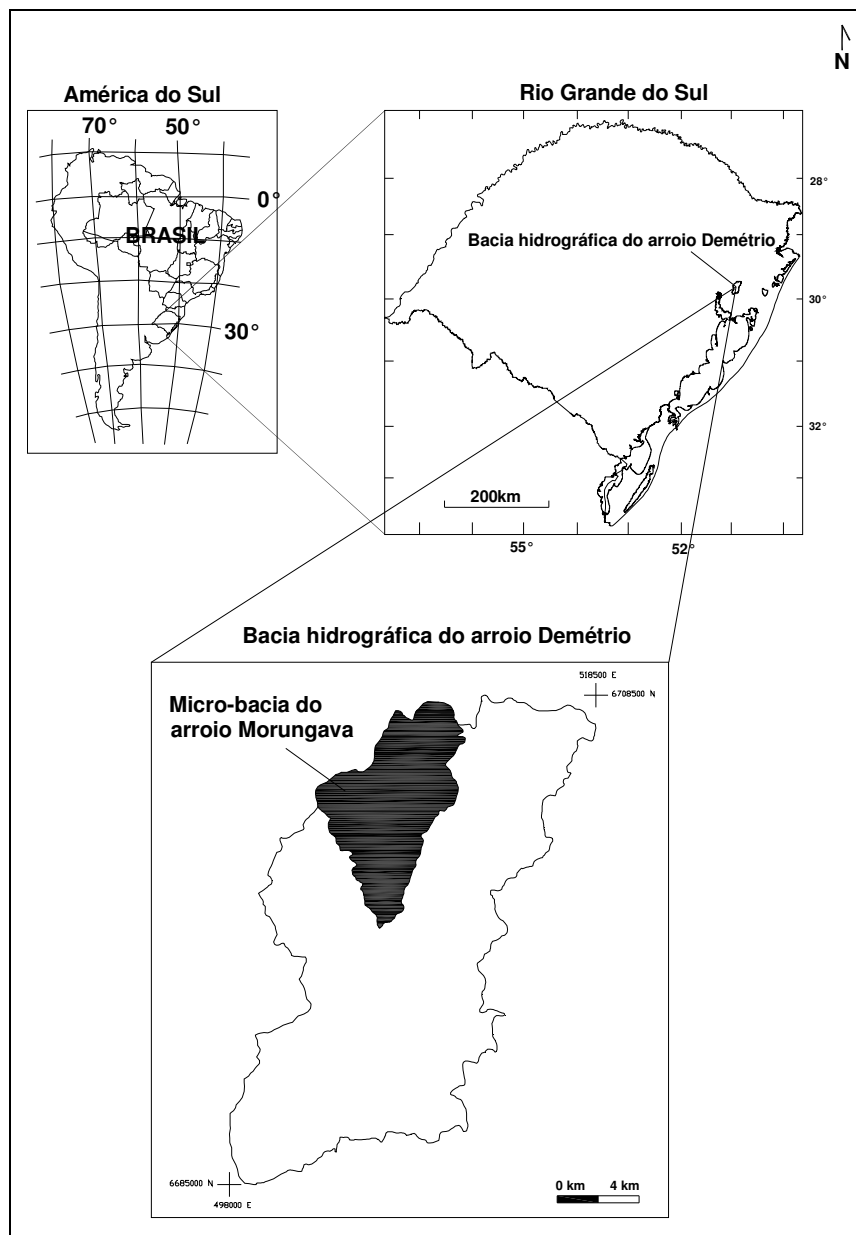 N
América do Sul
70°
50°
0°
BRASIL
30°
Rio Grande do Sul
28°
Bacia hidrográfica do arroio Demétrio
30°
32°
200km
55°
52°
Bacia hidrográfica do arroio Demétrio
518500 E
6708500 N
Micro-bacia do
arroio Morungava
6685000 N
498000 E
0 km
4 km